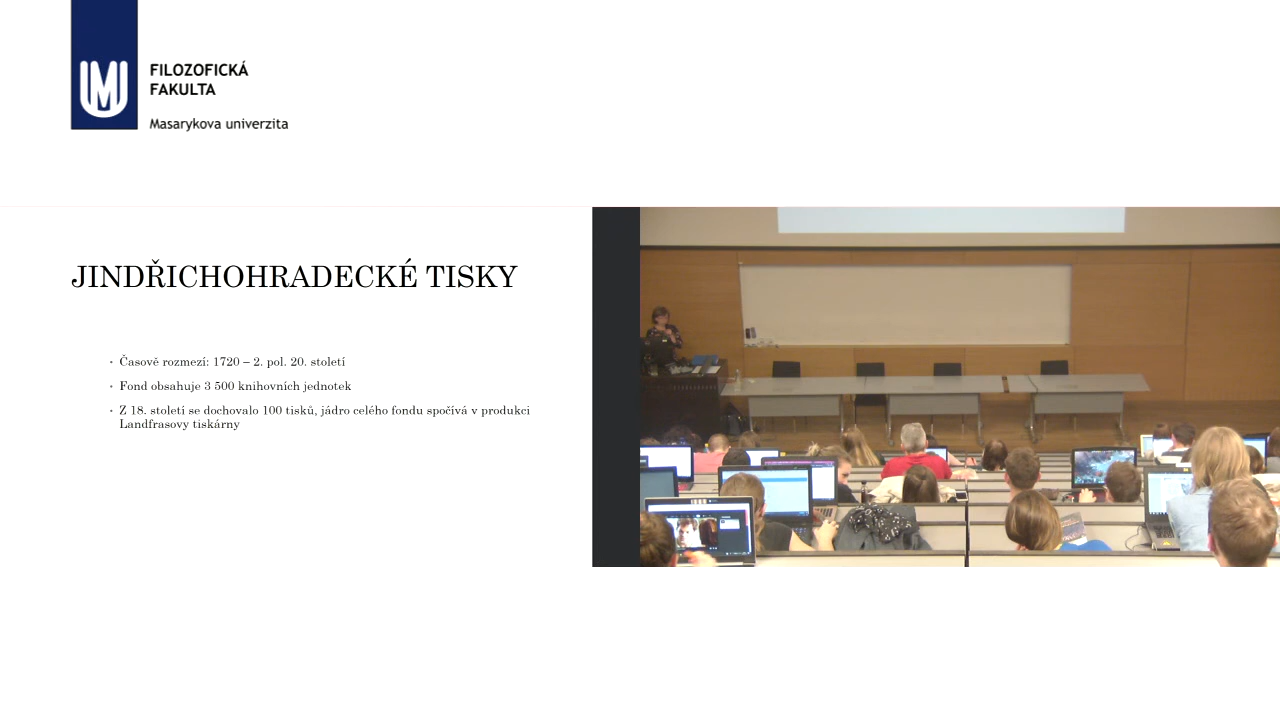 FILOZOFICKÁ
FAKULTA
Masarykova univerzita
JINDŘICHOHRADECKÉ TISKY
• Časově rozmezí: 1720 – 2. pol. 20. století
• Fond obsahuje 3 500 knihovních jednotek
• Z 18. století se dochovalo 100 tisků, jádro celého fondu spočívá v produkci
Landfrasovy tiskárny